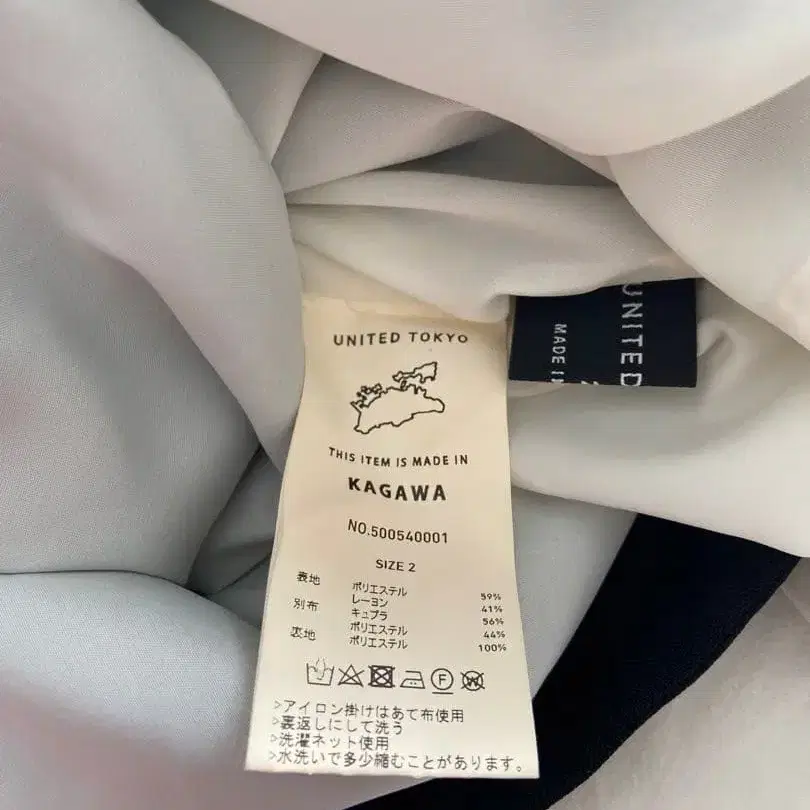 UNITED TOKYO
THIS ITEM IS MADE IN
KAGAWA
NO.500540001
SIZE 2
表地 ポリエステル 59%
レーヨン 41%
別布 キュプラ 56%
ポリエステル 44%
裏地 ポリエステル 100%
>アイロン掛けはあて布使用
>裏返しにして洗う
>洗濯ネット使用
>水洗いで多少縮むことがあります。
UNITED
MADE IN